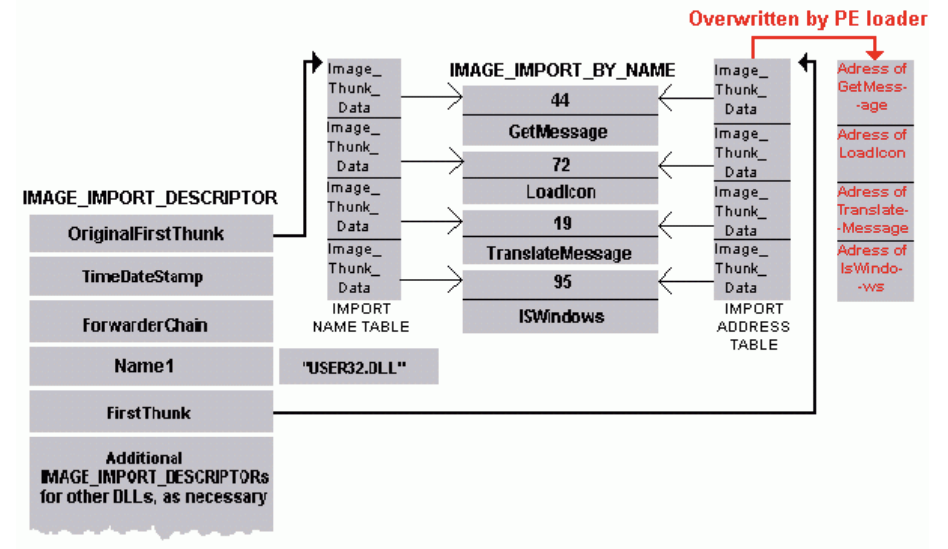 Overwritten by PE loader
IMAGE_IMPORT_BY_NAME
Image_
Thunk_
Data
Image_
Thunk_
Data
Image_
Thunk_
Data
Image_
Thunk_
Data
IMPORT
NAME TABLE
44
GetMessage
72
LoadIcon
19
TranslateMessage
95
ISWindows
Image_
Thunk_
Data
Image_
Thunk_
Data
Image_
Thunk_
Data
Image_
Thunk_
Data
IMPORT
ADDRESS
TABLE
Adress of
GetMess-
-age
Adress of
LoadIcon
Adress of
Translate-
-Message
Adress of
IsWindo-
-ws
IMAGE_IMPORT_DESCRIPTOR
OriginalFirstThunk
TimeDateStamp
ForwarderChain
Name1
"USER32.DLL"
FirstThunk
Additional
IMAGE_IMPORT_DESCRIPTORs
for other DLLs, as necessary